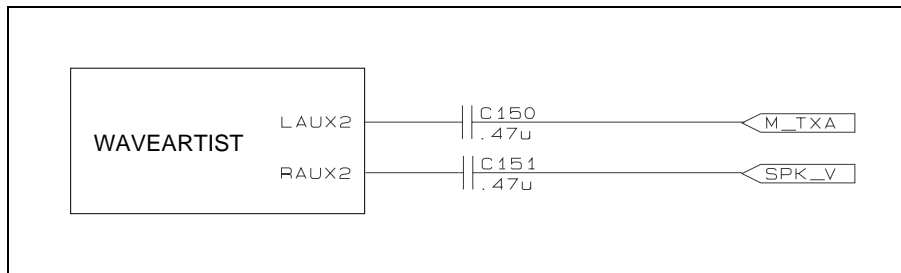 WAVEARTIST
LAUX2
C150
.47u
M_TXA
RAUX2
C151
.47u
SPK_V